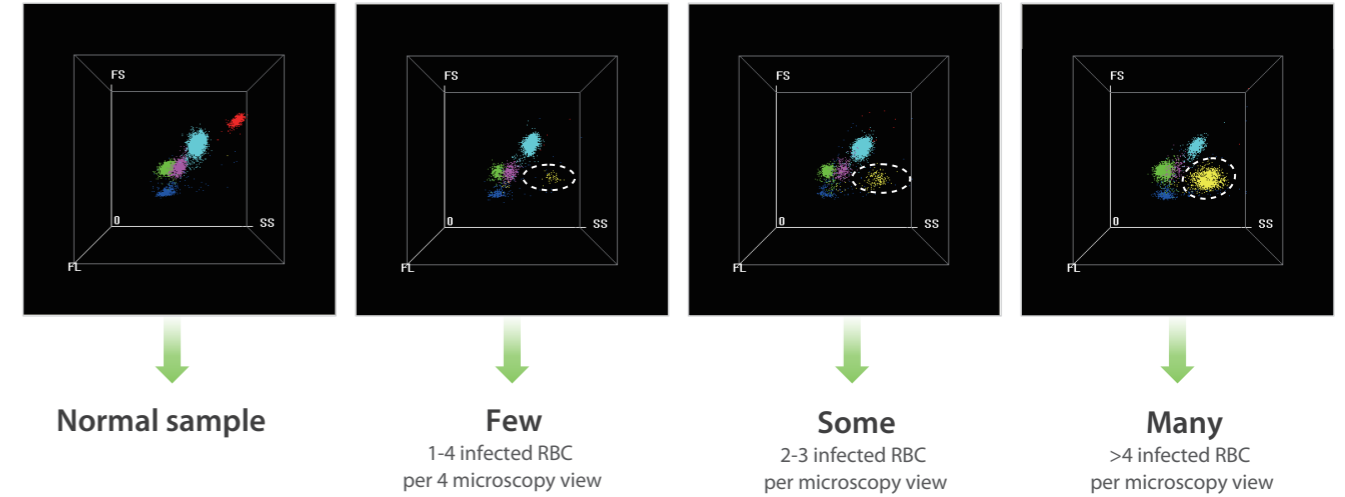 FS
0
SS
FL
FS
0
SS
FL
FS
0
SS
FL
FS
0
SS
FL
Normal sample
Few
1-4 infected RBC
per 4 microscopy view
Some
2-3 infected RBC
per microscopy view
Many
>4 infected RBC
per microscopy view